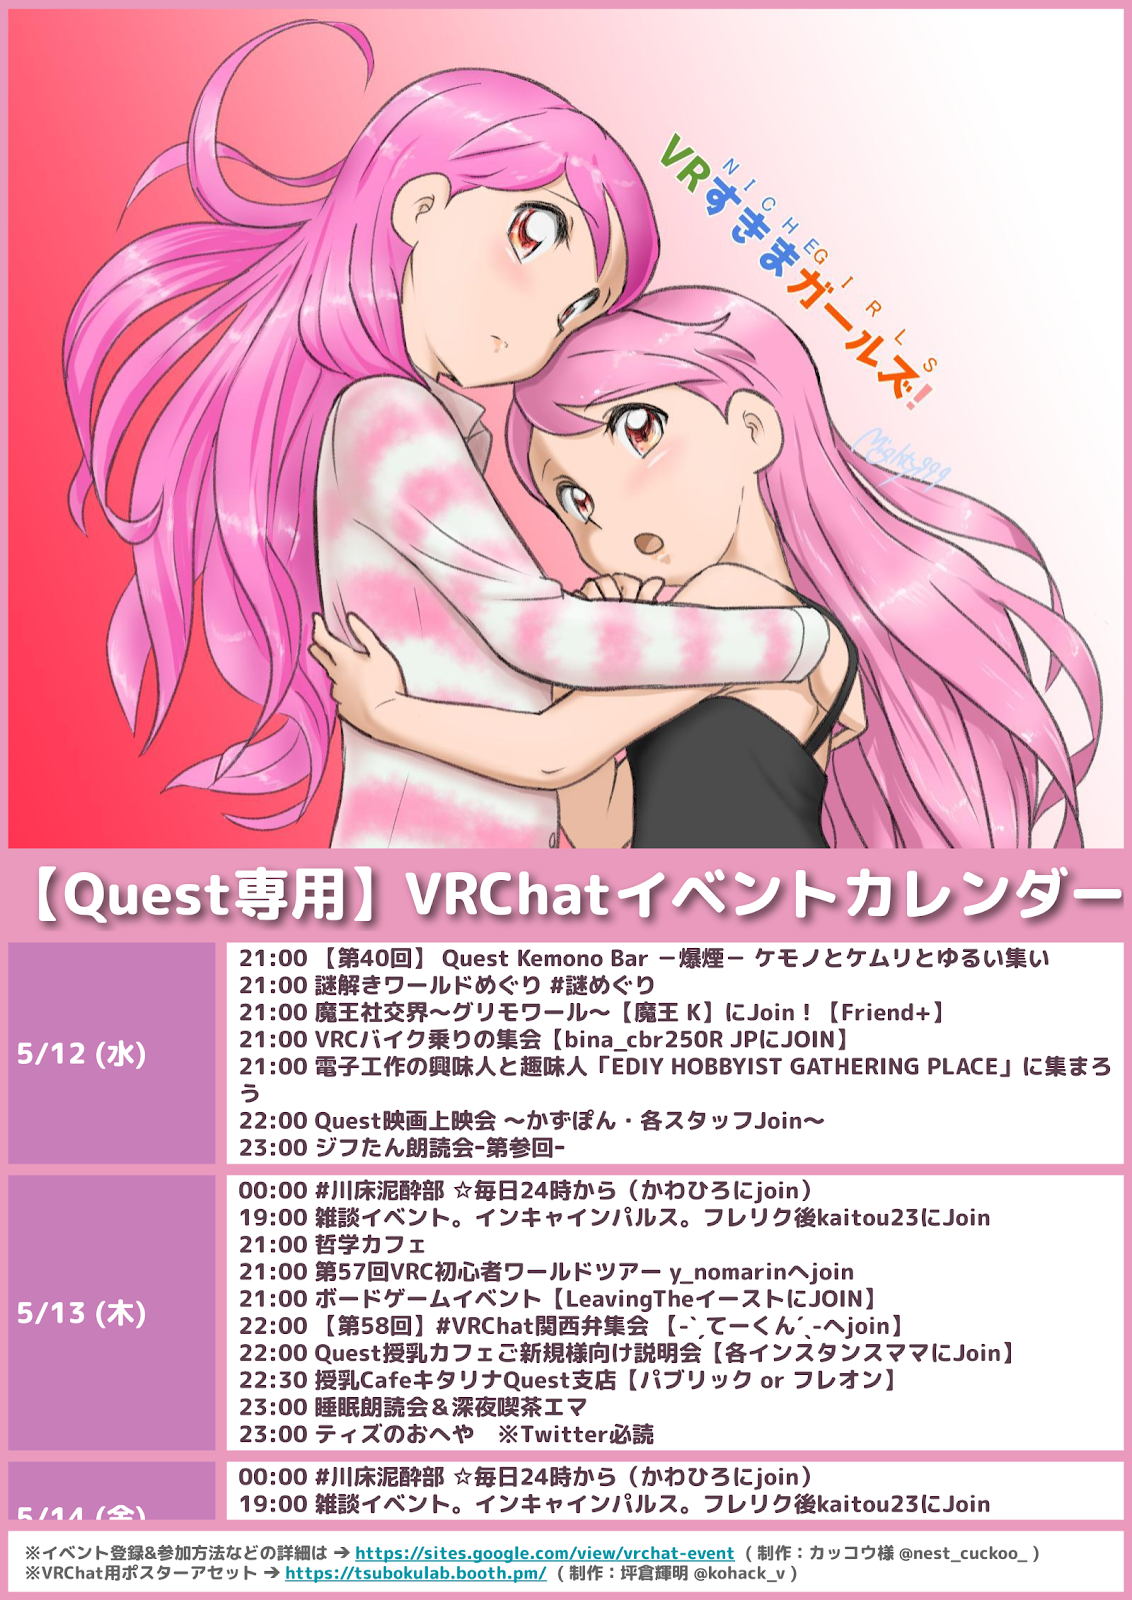 NICHE GIRLS
VRすきまガールズ!
Mighty999
【Quest専用】VRChatイベントカレンダー
5/12 (水)
21:00 【第40回】 Quest Kemono Bar －爆煙－ ケモノとケムリとゆるい集い
21:00 謎解きワールドめぐり #謎めぐり
21:00 魔王社交界～グリモワール～【魔王 K】にJoin！【Friend+】
21:00 VRCバイク乗りの集会【bina_cbr250R JPにJOIN】
21:00 電子工作の興味人と趣味人「EDIY HOBBYIST GATHERING PLACE」に集まろ
う
22:00 Quest映画上映会 ～かずぽん・各スタッフJoin～
23:00 ジフたん朗読会-第参回-
5/13 (木)
00:00 #川床泥酔部 ☆毎日24時から（かわひろにjoin）
19:00 雑談イベント。インキャインパルス。フレリク後kaitou23にJoin
21:00 哲学カフェ
21:00 第57回VRC初心者ワールドツアー y_nomarinへjoin
21:00 ボードゲームイベント【LeavingTheイーストにJOIN】
22:00 【第58回】#VRChat関西弁集会 【-ˋˏてーくんˊˎ-へjoin】
22:00 Quest授乳カフェご新規様向け説明会【各インスタンスママにJoin】
22:30 授乳CafeキタリナQuest支店【パブリック or フレオン】
23:00 睡眠朗読会＆深夜喫茶エマ
23:00 ティズのおへや　※Twitter必読
5/14 (金)
00:00 #川床泥酔部 ☆毎日24時から（かわひろにjoin）
19:00 雑談イベント。インキャインパルス。フレリク後kaitou23にJoin
※イベント登録&参加方法などの詳細は → https://sites.google.com/view/vrchat-event ( 制作：カッコウ様 @nest_cuckoo_ )
※VRChat用ポスターアセット → https://tsubokulab.booth.pm/ ( 制作：坪倉輝明 @kohack_v )